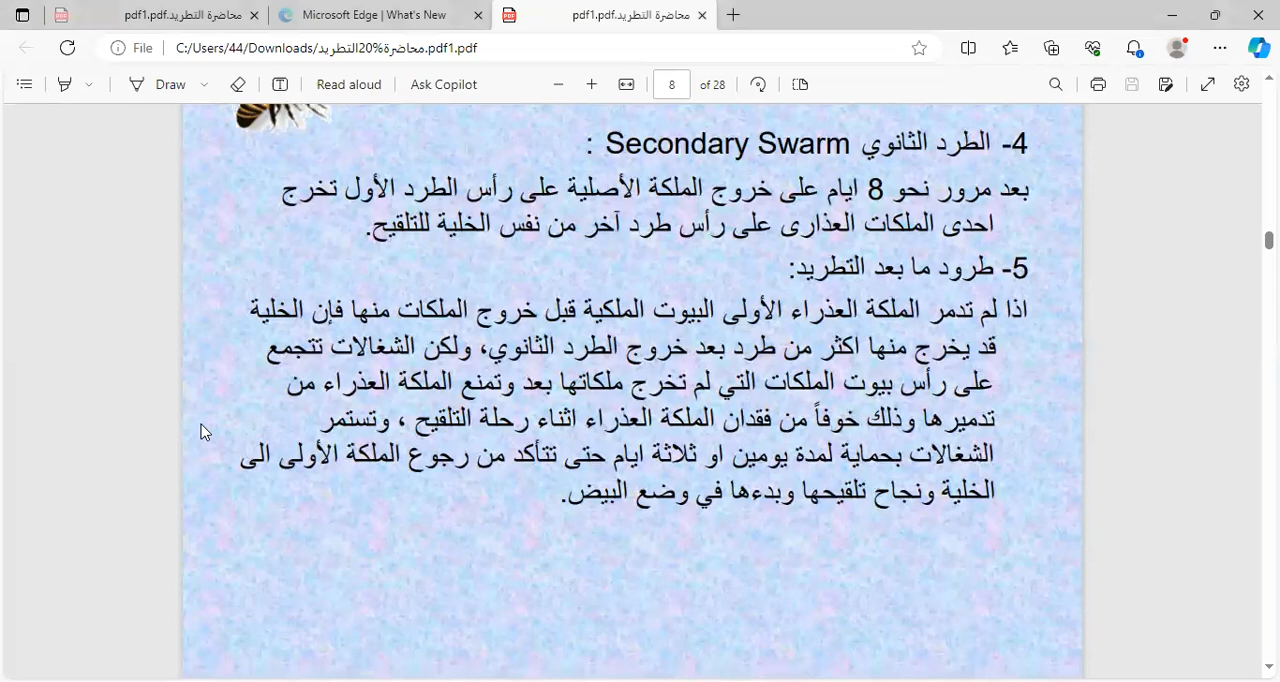 محاضرة التطريد.pdf1.pdf
Microsoft Edge | What's New
محاضرة التطريد.pdf1.pdf
File
C:/Users/44/Downloads/محاضرة%20التطريد.pdf1.pdf
Draw
Read aloud
Ask Copilot
8 of 28
4- الطرد الثانوي Secondary Swarm :
بعد مرور نحو 8 ايام على خروج الملكة الأصلية على رأس الطرد الأول تخرج
احدى الملكات العذارى على رأس طرد آخر من نفس الخلية للتلقيح.
5- طرود ما بعد التطريد:
اذا لم تدمر الملكة العذراء الأولى البيوت الملكية قبل خروج الملكات منها فإن الخلية
قد يخرج منها اكثر من طرد بعد خروج الطرد الثانوي، ولكن الشغالات تتجمع
على رأس بيوت الملكات التي لم تخرج ملكاتها بعد وتمنع الملكة العذراء من
تدميرها وذلك خوفاً من فقدان الملكة العذراء اثناء رحلة التلقيح ، وتستمر
الشغالات بحماية لمدة يومين او ثلاثة ايام حتى تتأكد من رجوع الملكة الأولى الى
الخلية ونجاح تلقيحها وبدءها في وضع البيض.